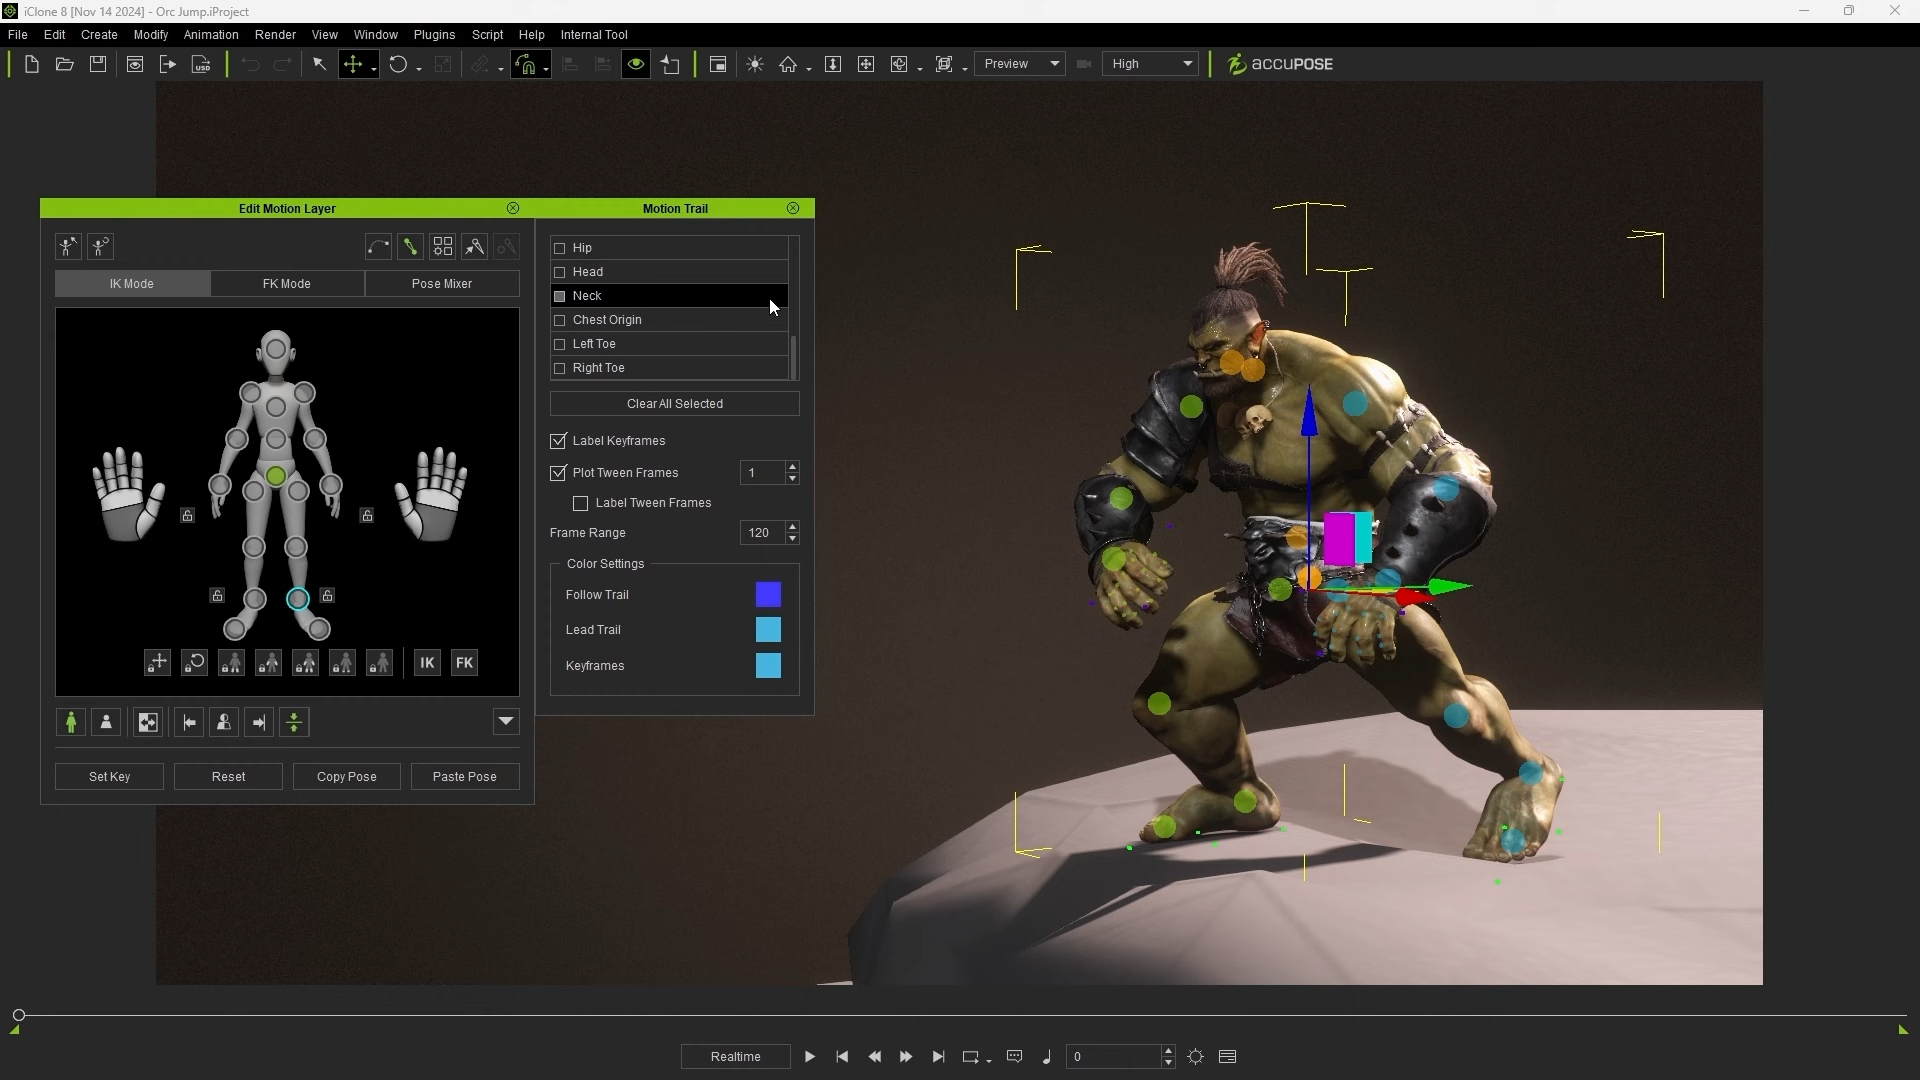 iClone 8 [Nov 14 2024] - Orc Jump.iProject
File Edit Create Modify Animation Render View Window Plugins Script Help Internal Tool
USD
Preview
High
ACCUPOSE
Edit Motion Layer
Motion Trail
IK Mode
FK Mode
Pose Mixer
IK
FK
Set Key
Reset
Copy Pose
Paste Pose
Hip
Head
Neck
Chest Origin
Left Toe
Right Toe
Clear All Selected
Label Keyframes
Plot Tween Frames 1
Label Tween Frames
Frame Range 120
Color Settings
Follow Trail
Lead Trail
Keyframes
Realtime
0